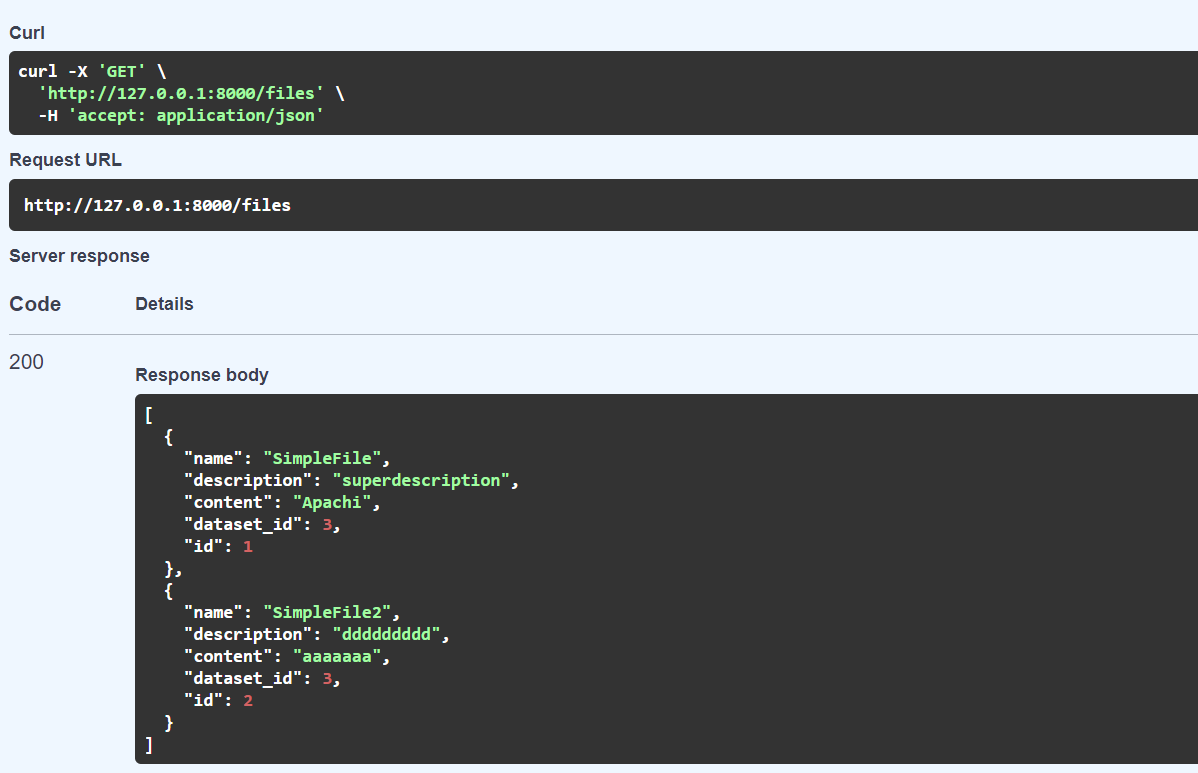 Curl
curl -X 'GET' \
  'http://127.0.0.1:8000/files' \
  -H 'accept: application/json'
Request URL
http://127.0.0.1:8000/files
Server response
Code Details
200
Response body
[
  {
    "name": "SimpleFile",
    "description": "superdescription",
    "content": "Apachi",
    "dataset_id": 3,
    "id": 1
  },
  {
    "name": "SimpleFile2",
    "description": "ddddddddd",
    "content": "aaaaaaa",
    "dataset_id": 3,
    "id": 2
  }
]